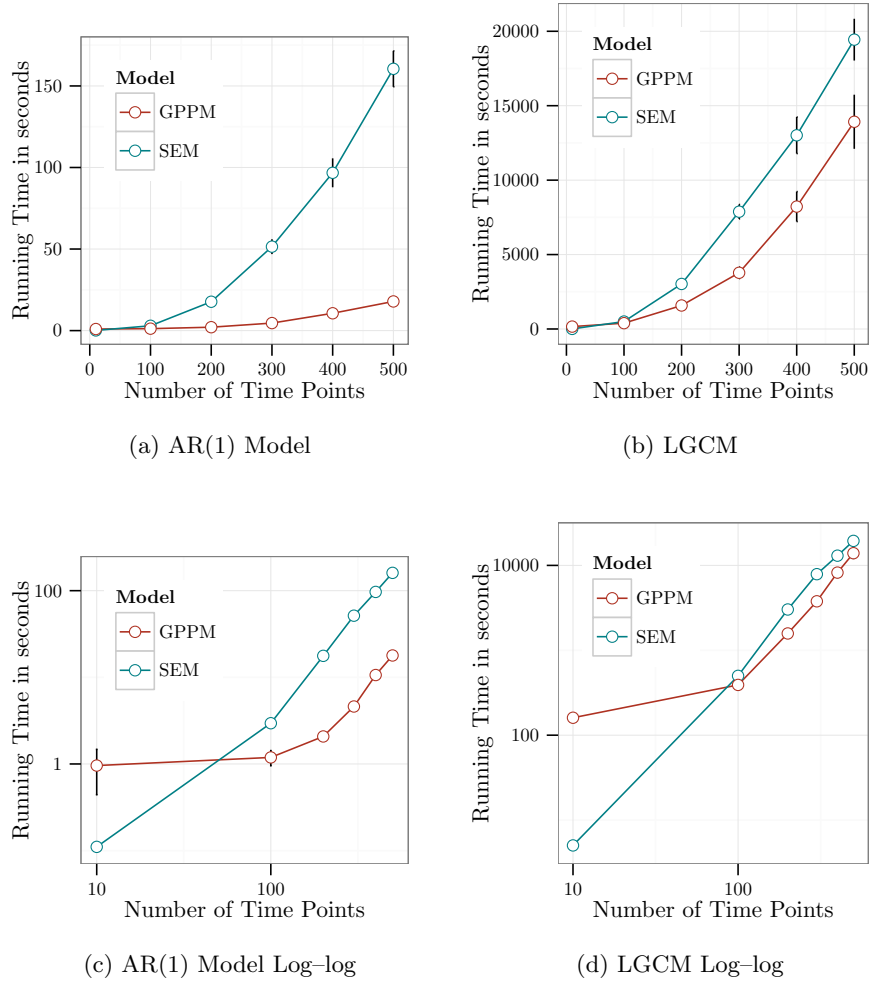 Running Time in seconds
150
100
50
0
Model
GPPM
SEM
0 100 200 300 400 500
Number of Time Points
(a) AR(1) Model
Running Time in seconds
20000
15000
10000
5000
0
Model
GPPM
SEM
0 100 200 300 400 500
Number of Time Points
(b) LGCM
Running Time in seconds
100
1
Model
GPPM
SEM
10 100
Number of Time Points
(c) AR(1) Model Log–log
Running Time in seconds
10000
100
Model
GPPM
SEM
10 100
Number of Time Points
(d) LGCM Log–log